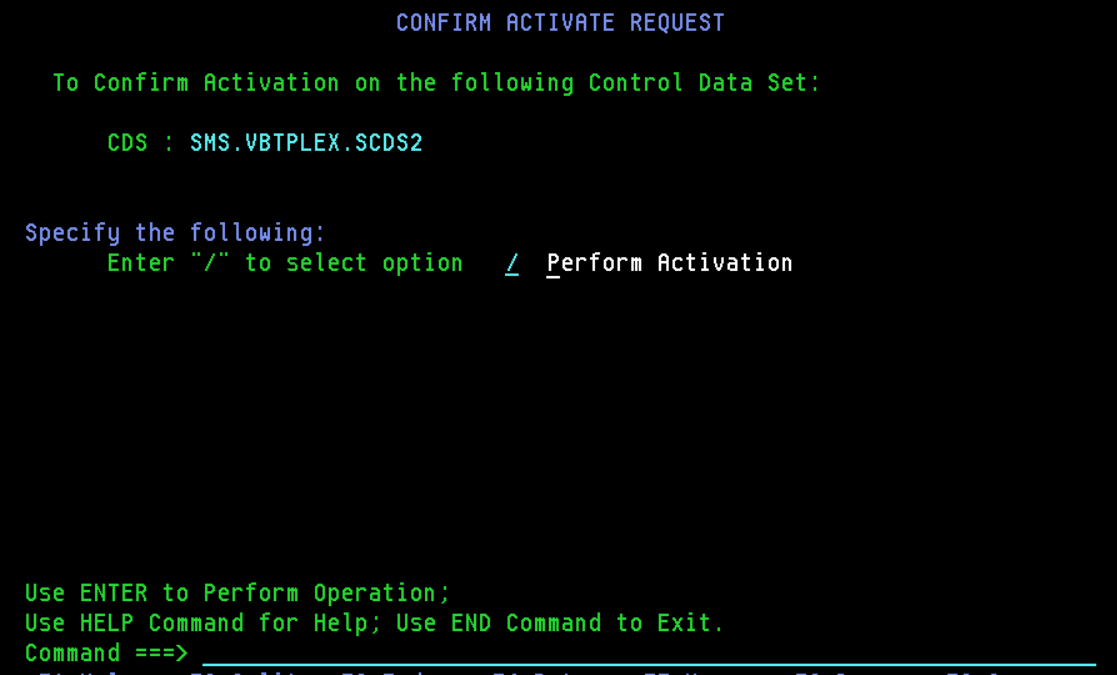 CONFIRM ACTIVATE REQUEST
To Confirm Activation on the following Control Data Set:
CDS : SMS.VBTPLEX.SCDS2
Specify the following:
Enter "/" to select option / Perform Activation
Use ENTER to Perform Operation;
Use HELP Command for Help; Use END Command to Exit.
Command ===>